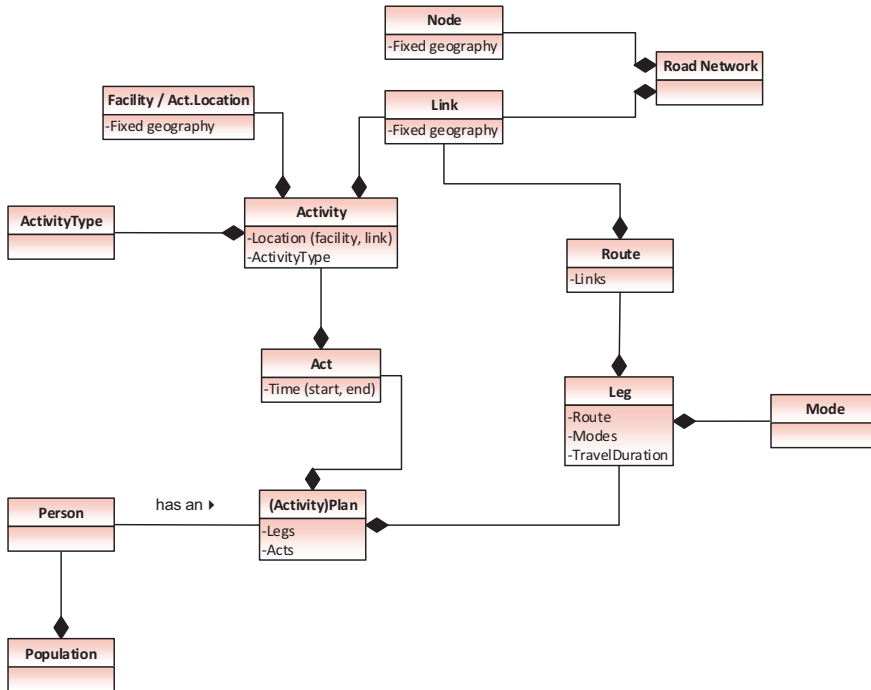 Node
-Fixed geography
Road Network
Facility / Act.Location
-Fixed geography
Link
-Fixed geography
ActivityType
Activity
-Location (facility, link)
-ActivityType
Route
-Links
Act
-Time (start, end)
Leg
-Route
-Modes
-TravelDuration
Mode
Person
has an
(Activity)Plan
-Legs
-Acts
Population